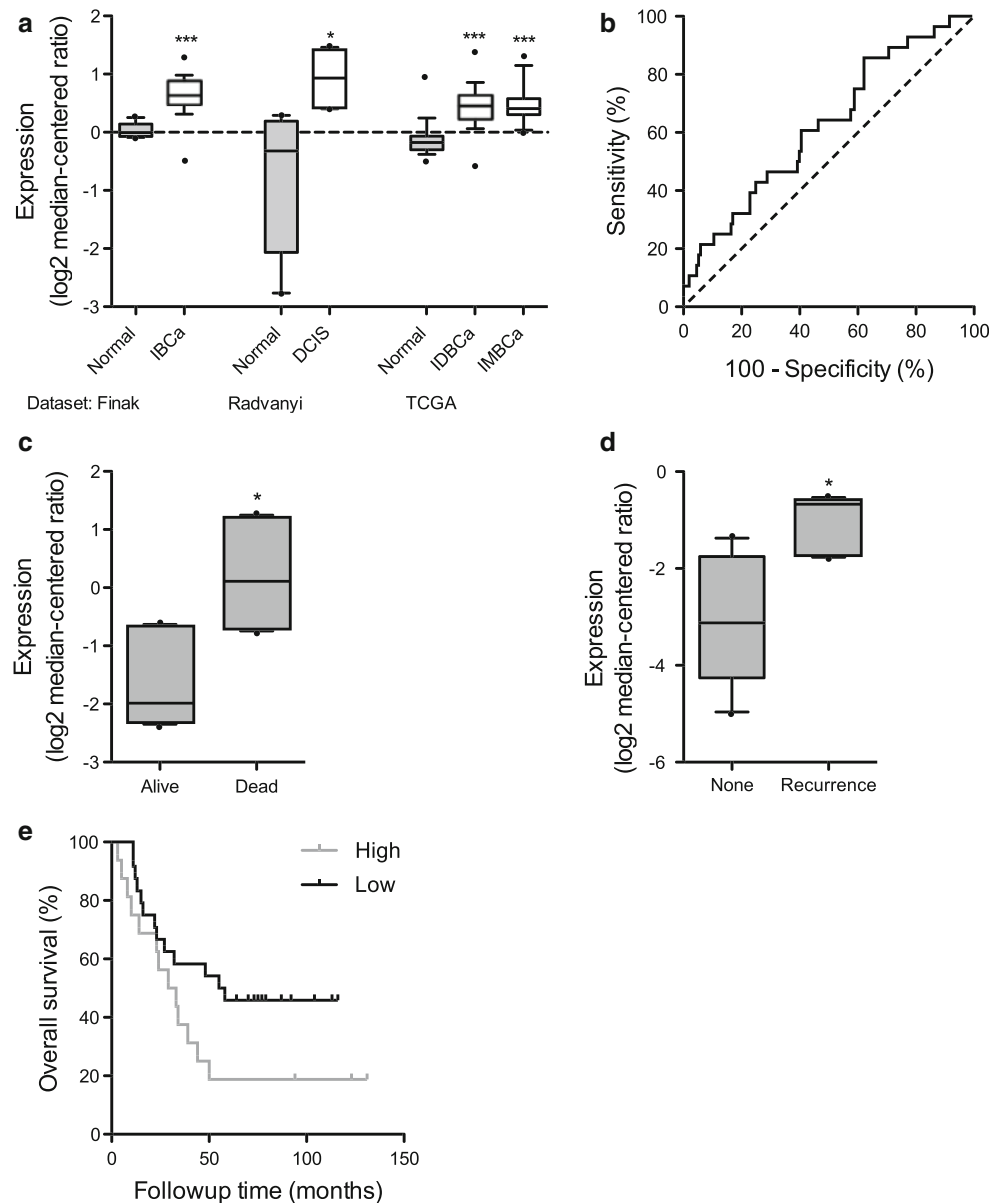 a
Expression
(log2 median-centered ratio)
2
1
0
-1
-2
-3
***
*
***
***
Normal
IBCa
Normal
DCIS
Normal
IDBCa
IMBCa
Dataset: Finak
Radvanyi
TCGA
b
Sensitivity (%)
100
80
60
40
20
0
0
20
40
60
80
100
100 - Specificity (%)
c
Expression
(log2 median-centered ratio)
2
1
0
-1
-2
-3
*
Alive
Dead
d
Expression
(log2 median-centered ratio)
0
-2
-4
-6
*
None
Recurrence
e
Overall survival (%)
100
80
60
40
20
0
High
Low
0
50
100
150
Followup time (months)